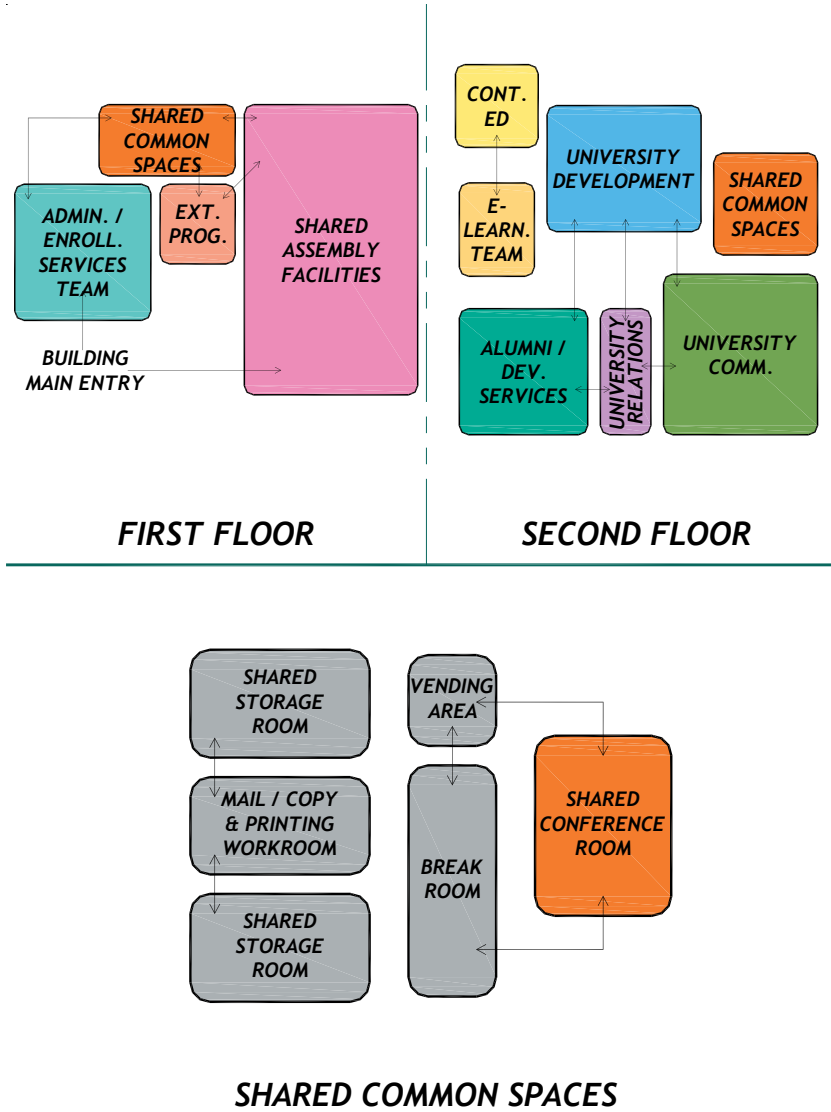 SHARED
COMMON
SPACES
ADMIN. /
ENROLL.
SERVICES
TEAM
EXT.
PROG.
SHARED
ASSEMBLY
FACILITIES
BUILDING
MAIN ENTRY
FIRST FLOOR
CONT.
ED
UNIVERSITY
DEVELOPMENT
SHARED
COMMON
SPACES
E-
LEARN.
TEAM
ALUMNI /
DEV.
SERVICES
UNIVERSITY
RELATIONS
UNIVERSITY
COMM.
SECOND FLOOR
SHARED
STORAGE
ROOM
VENDING
AREA
MAIL / COPY
& PRINTING
WORKROOM
SHARED
CONFERENCE
ROOM
BREAK
ROOM
SHARED
STORAGE
ROOM
SHARED COMMON SPACES